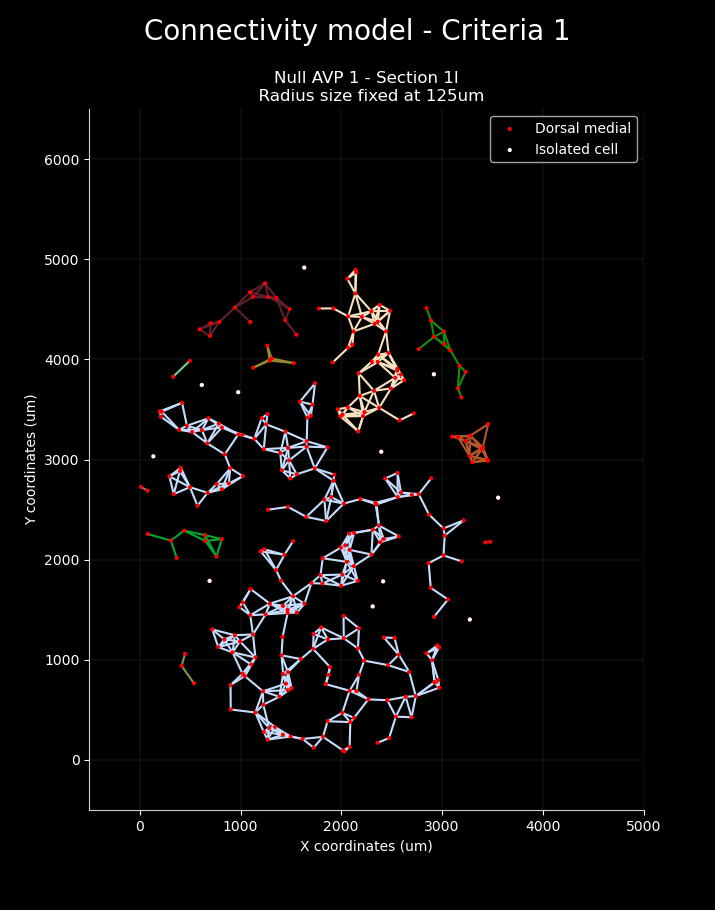 Connectivity model - Criteria 1
Null AVP 1 - Section 1l
Radius size fixed at 125um
Dorsal medial
Isolated cell
6000
5000
4000
3000
2000
1000
0
Y coordinates (um)
0 1000 2000 3000 4000 5000
X coordinates (um)